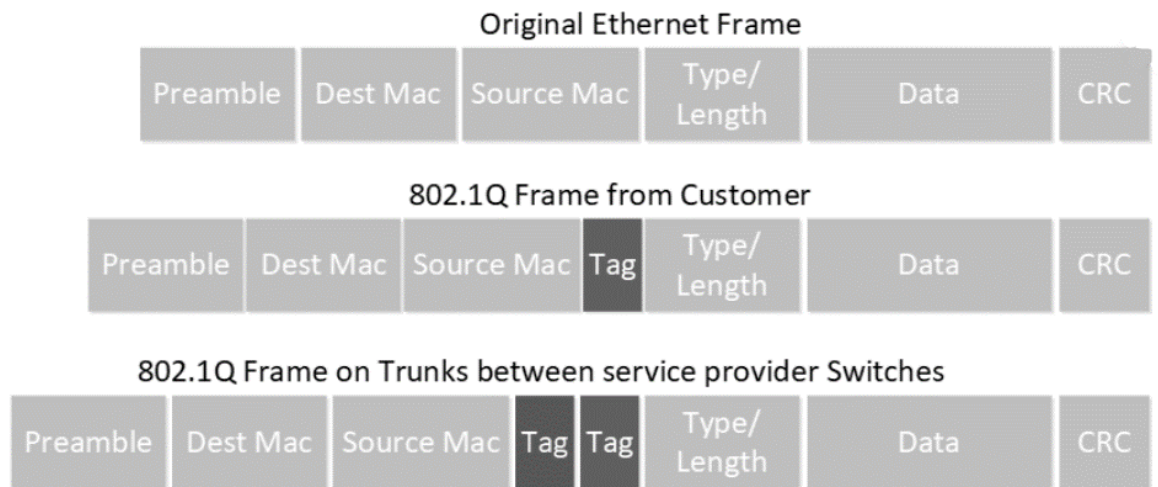 Original Ethernet Frame
Preamble Dest Mac Source Mac Type/ Data CRC
Length
802.1Q Frame from Customer
Preamble Dest Mac Source Mac Tag Type/ Data CRC
Length
802.1Q Frame on Trunks between service provider Switches
Preamble Dest Mac Source Mac Tag Tag Type/ Data CRC
Length